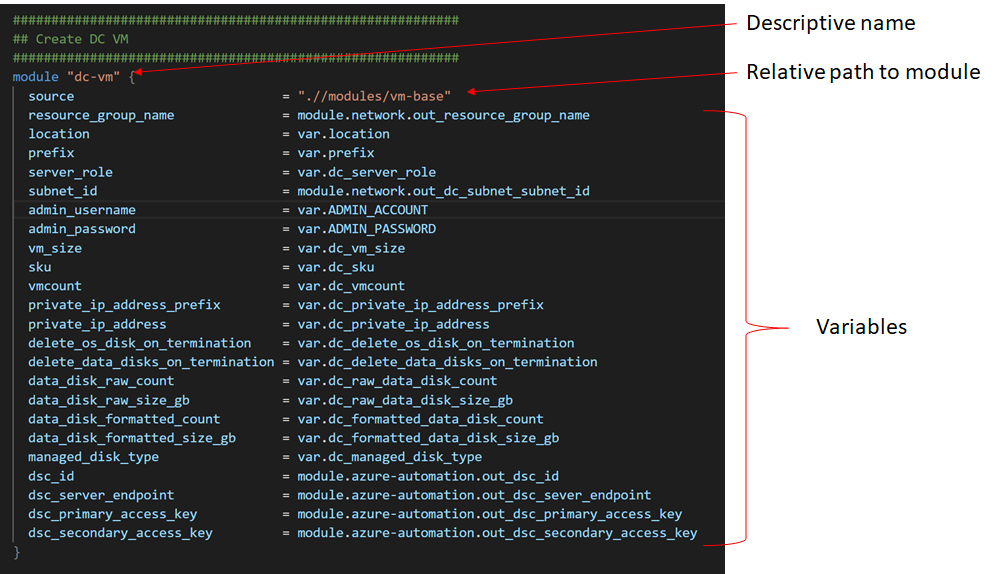 ##########################################################
## Create DC VM
##########################################################
module "dc-vm" {
source = ".//modules/vm-base"
resource_group_name = module.network.out_resource_group_name
location = var.location
prefix = var.prefix
server_role = var.dc_server_role
subnet_id = module.network.out_dc_subnet_subnet_id
admin_username = var.ADMIN_ACCOUNT
admin_password = var.ADMIN_PASSWORD
vm_size = var.dc_vm_size
sku = var.dc_sku
vmcount = var.dc_vmcount
private_ip_address_prefix = var.dc_private_ip_address_prefix
private_ip_address = var.dc_private_ip_address
delete_os_disk_on_termination = var.dc_delete_os_disk_on_termination
delete_data_disks_on_termination = var.dc_delete_data_disks_on_termination
data_disk_raw_count = var.dc_raw_data_disk_count
data_disk_raw_size_gb = var.dc_raw_data_disk_size_gb
data_disk_formatted_count = var.dc_formatted_data_disk_count
data_disk_formatted_size_gb = var.dc_formatted_data_disk_size_gb
managed_disk_type = var.dc_managed_disk_type
dsc_id = module.azure-automation.out_dsc_id
dsc_server_endpoint = module.azure-automation.out_dsc_sever_endpoint
dsc_primary_access_key = module.azure-automation.out_dsc_primary_access_key
dsc_secondary_access_key = module.azure-automation.out_dsc_secondary_access_key
}
Descriptive name
Relative path to module
Variables